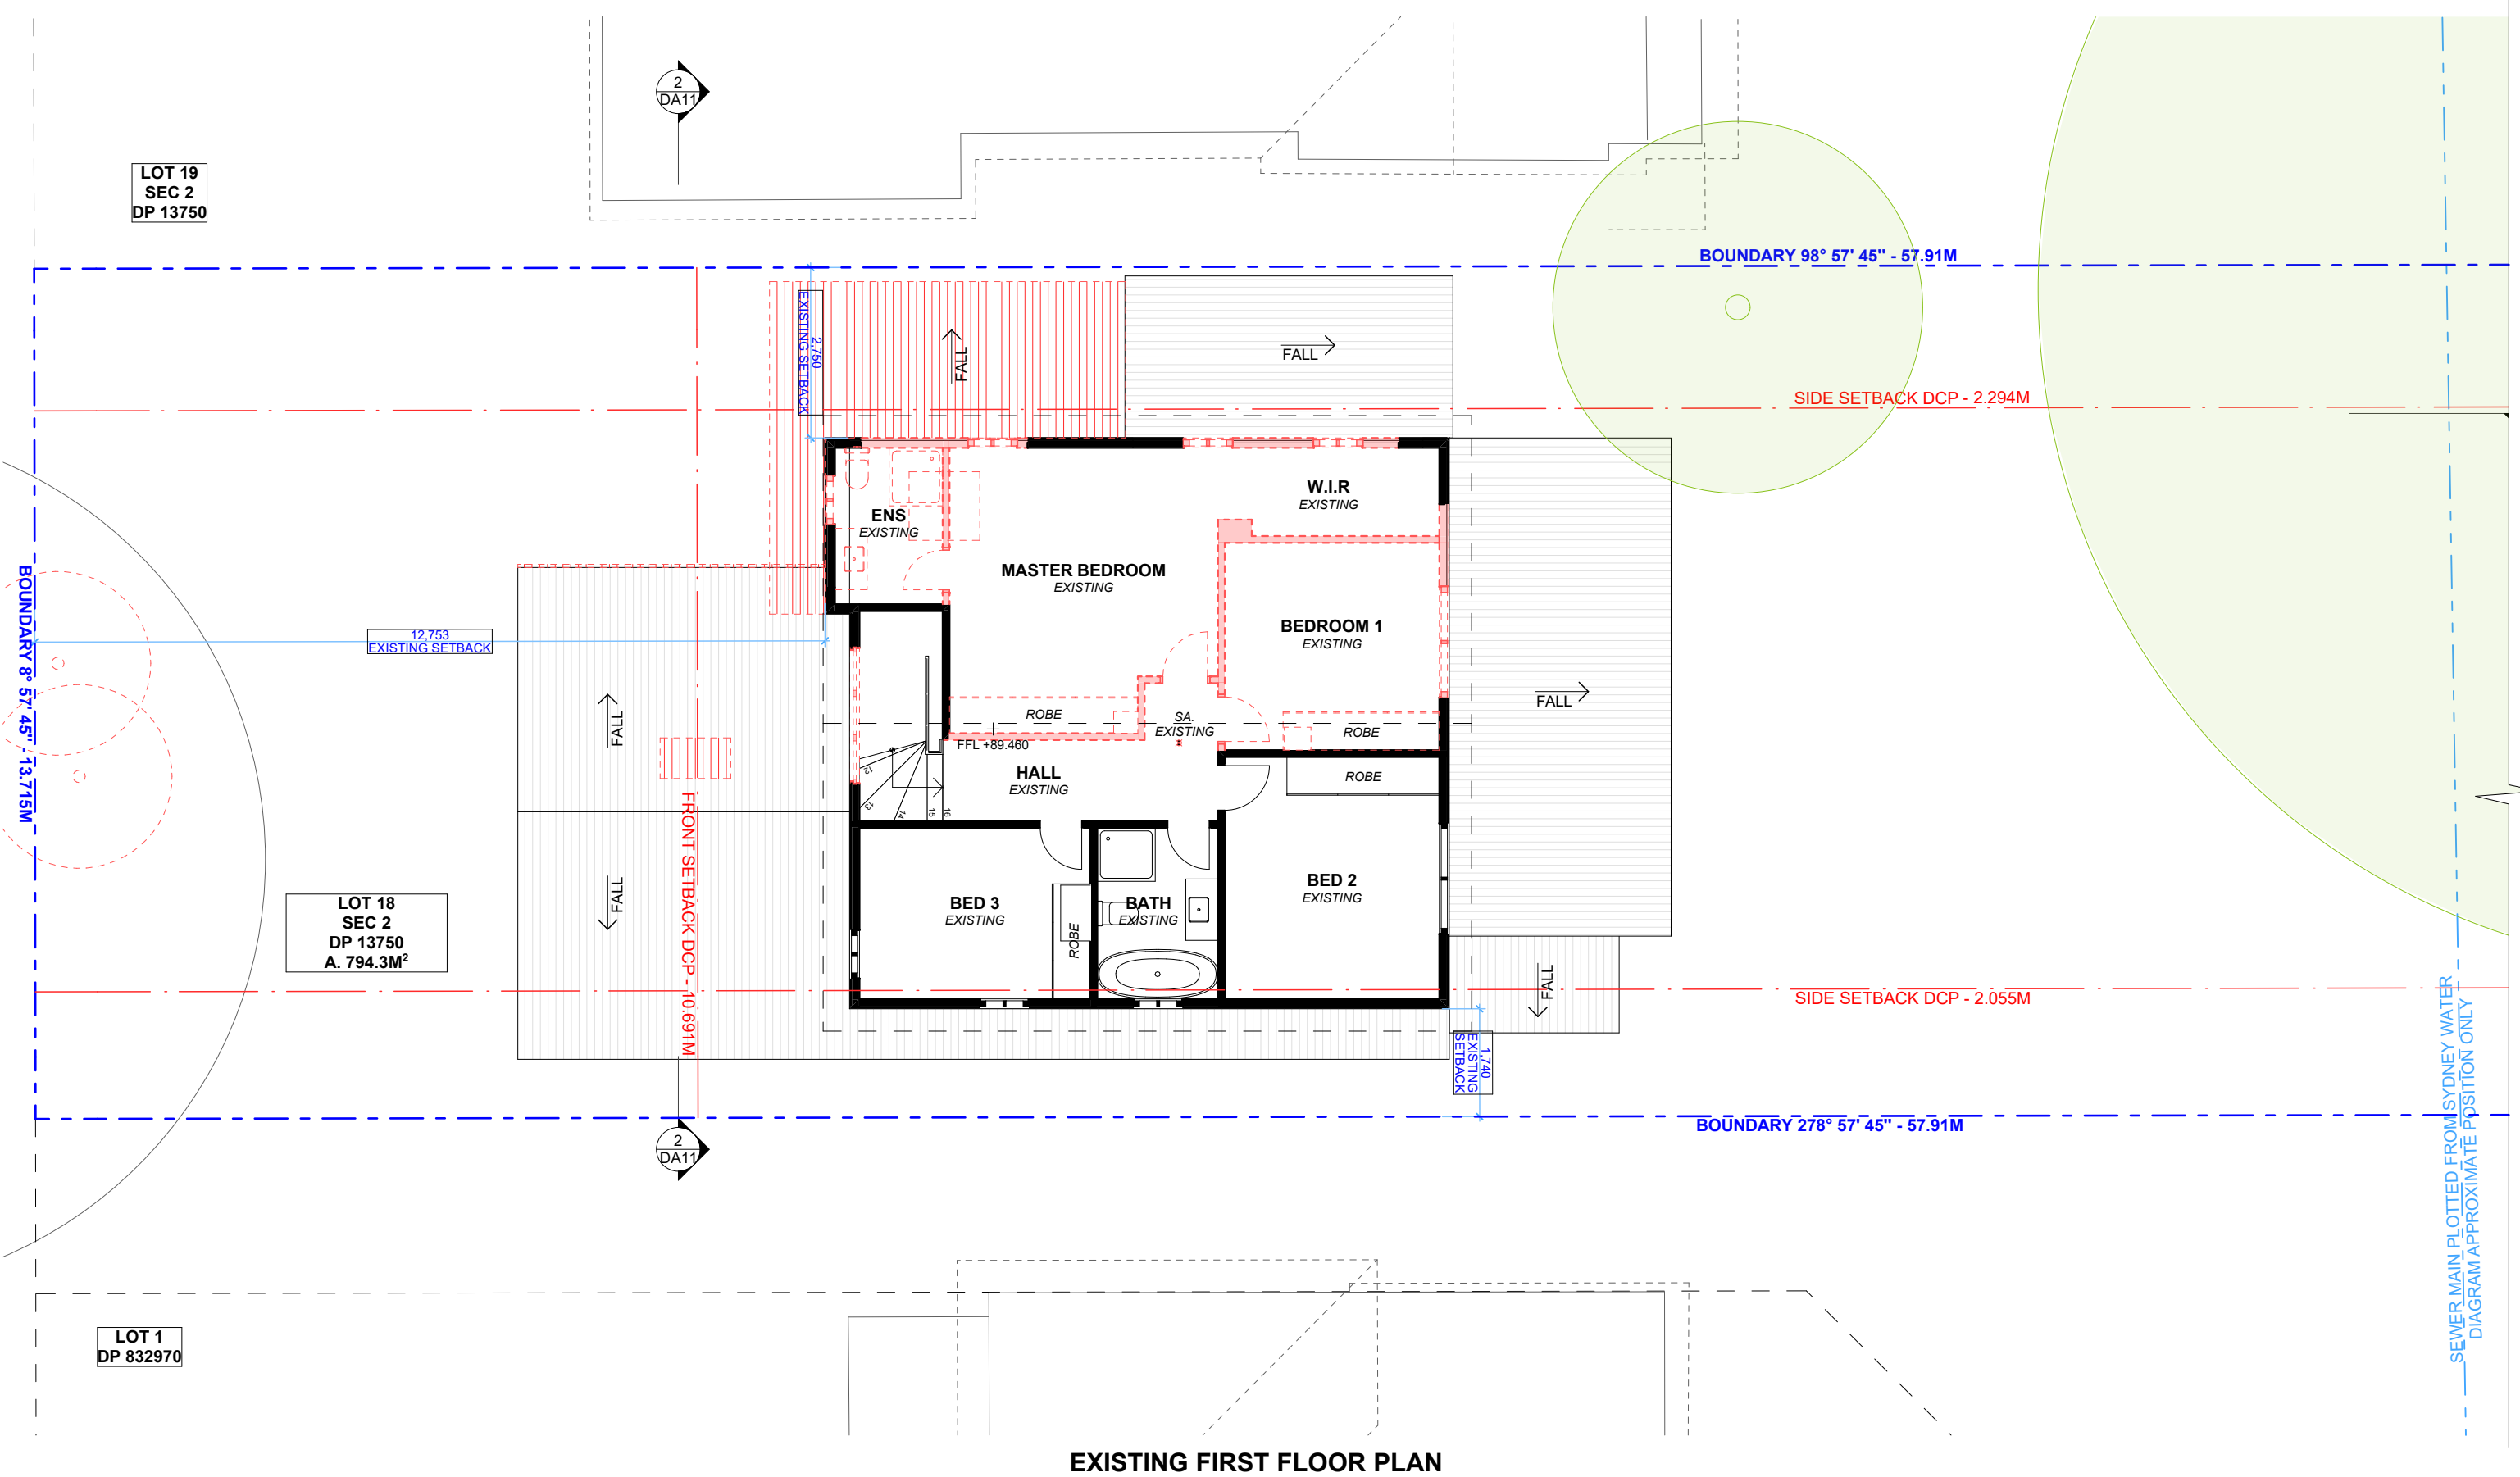 2
DA11
LOT 19
SEC 2
DP 13750
BOUNDARY 98° 57' 45" - 57.91M
2,750
EXISTING SETBACK
FALL
FALL
SIDE SETBACK DCP - 2.294M
W.I.R
EXISTING
ENS
EXISTING
MASTER BEDROOM
EXISTING
BEDROOM 1
EXISTING
BOUNDARY 8° 57' 45" - 13.715M
12,753
EXISTING SETBACK
FALL
FALL
ROBE
SA.
EXISTING
ROBE
FFL +89.460
HALL
EXISTING
ROBE
12
13
14
15
16
FRONT SETBACK DCP - 10.691M
LOT 18
SEC 2
DP 13750
A. 794.3M²
FALL
BED 3
EXISTING
ROBE
BATH
EXISTING
BED 2
EXISTING
FALL
SIDE SETBACK DCP - 2.055M
1,740
EXISTING
SETBACK
SEWER MAIN PLOTTED FROM SYDNEY WATER
DIAGRAM APPROXIMATE POSITION ONLY
BOUNDARY 278° 57' 45" - 57.91M
2
DA11
LOT 1
DP 832970
EXISTING FIRST FLOOR PLAN